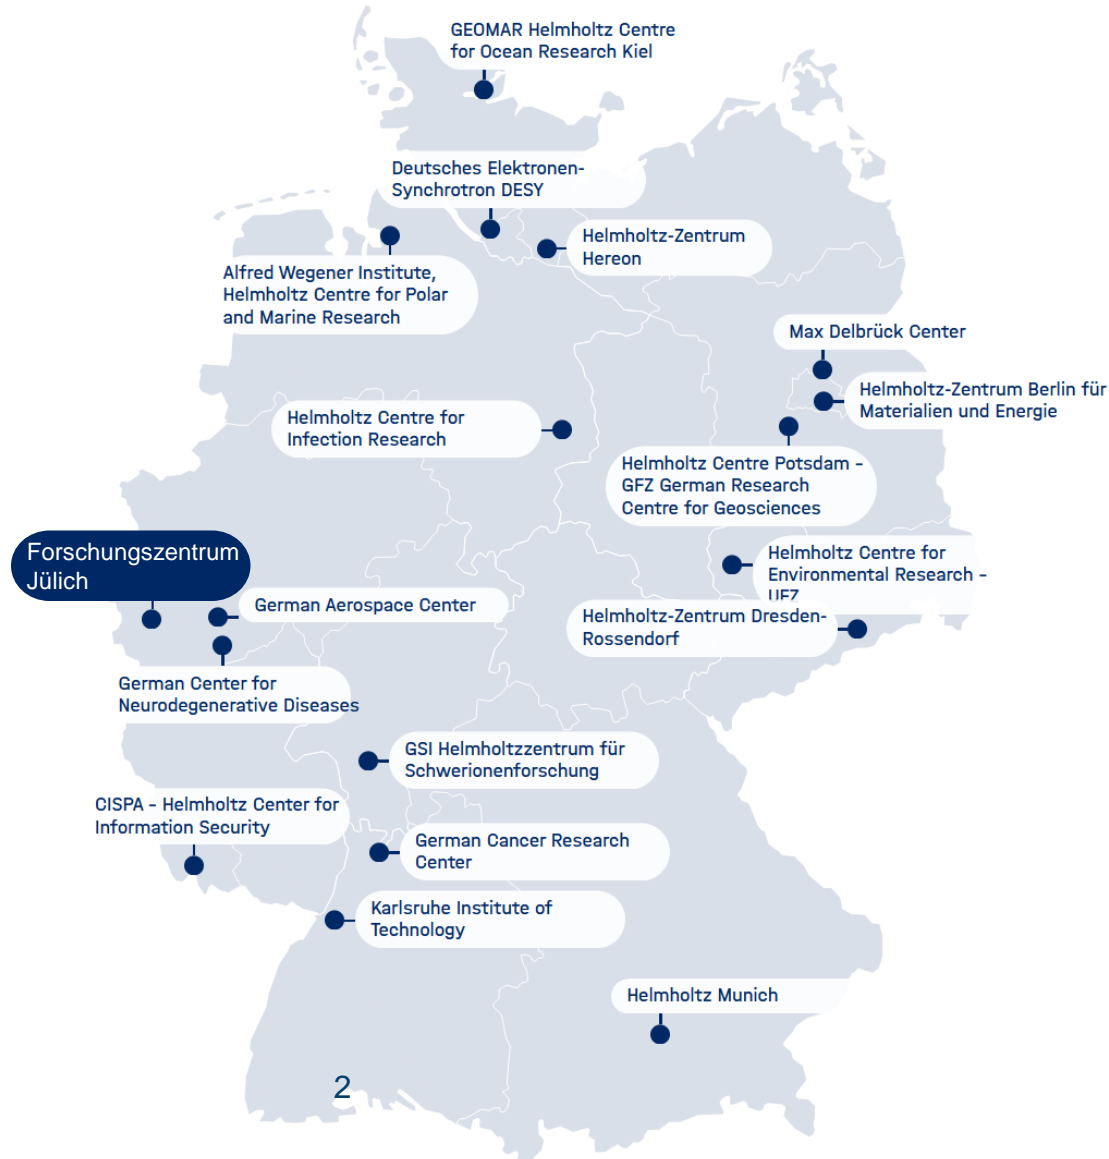 GEOMAR Helmholtz Centre
for Ocean Research Kiel
Deutsches Elektronen-
Synchrotron DESY
Helmholtz-Zentrum
Hereon
Alfred Wegener Institute,
Helmholtz Centre for Polar
and Marine Research
Max Delbrück Center
Helmholtz-Zentrum Berlin für
Materialien und Energie
Helmholtz Centre for
Infection Research
Helmholtz Centre Potsdam –
GFZ German Research
Centre for Geosciences
Forschungszentrum
Jülich
Helmholtz Centre for
Environmental Research –
UFZ
German Aerospace Center
Helmholtz-Zentrum Dresden-
Rossendorf
German Center for
Neurodegenerative Diseases
GSI Helmholtzzentrum für
Schwerionenforschung
CISPA – Helmholtz Center for
Information Security
German Cancer Research
Center
Karlsruhe Institute of
Technology
Helmholtz Munich
2